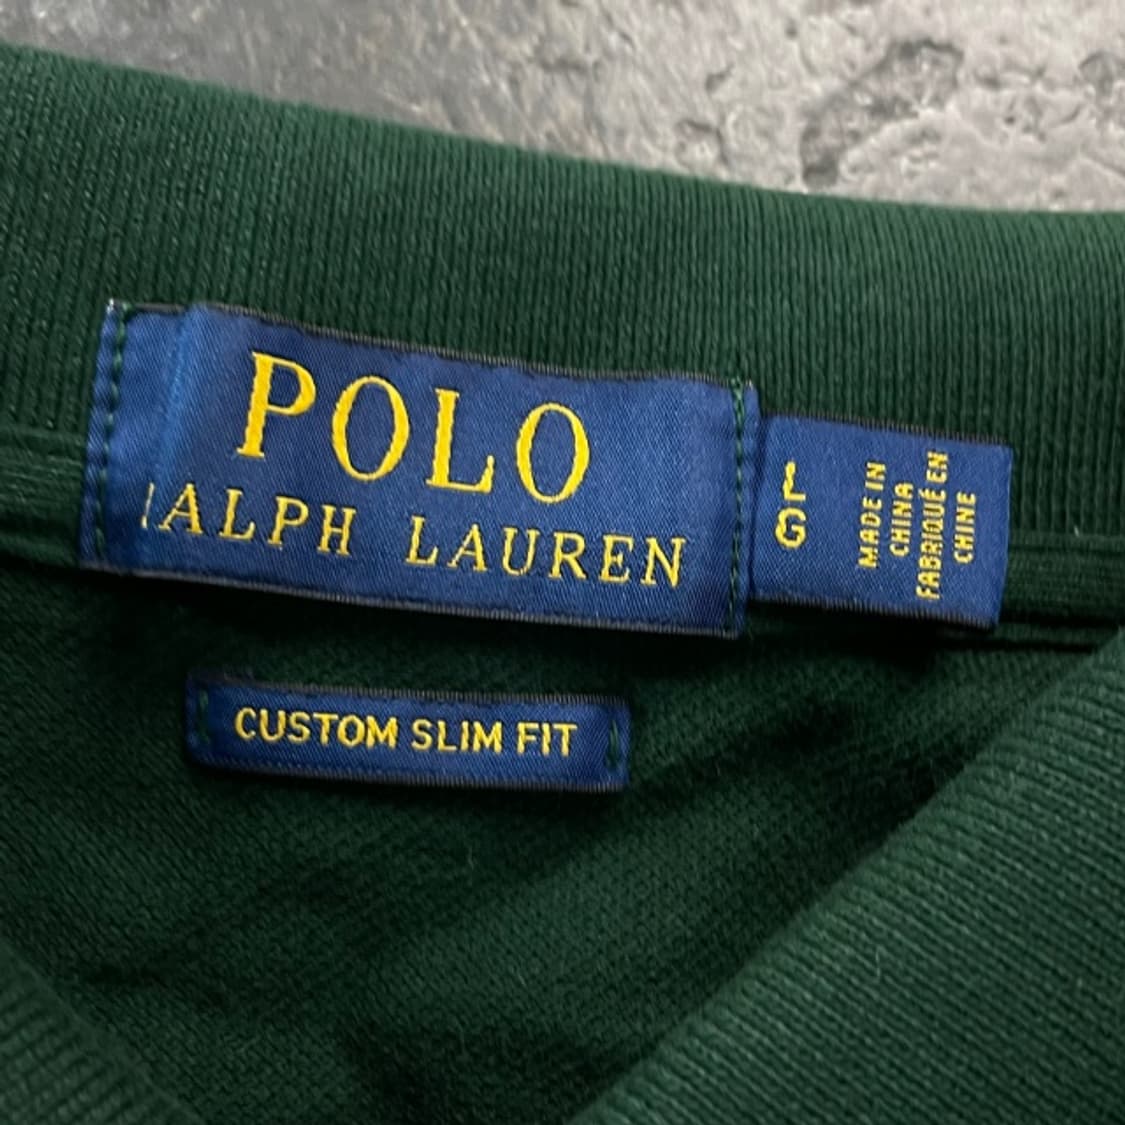 POLO
RALPH LAUREN
L
G
MADE IN
CHINA
FABRIQUÉ EN
CHINE
CUSTOM SLIM FIT